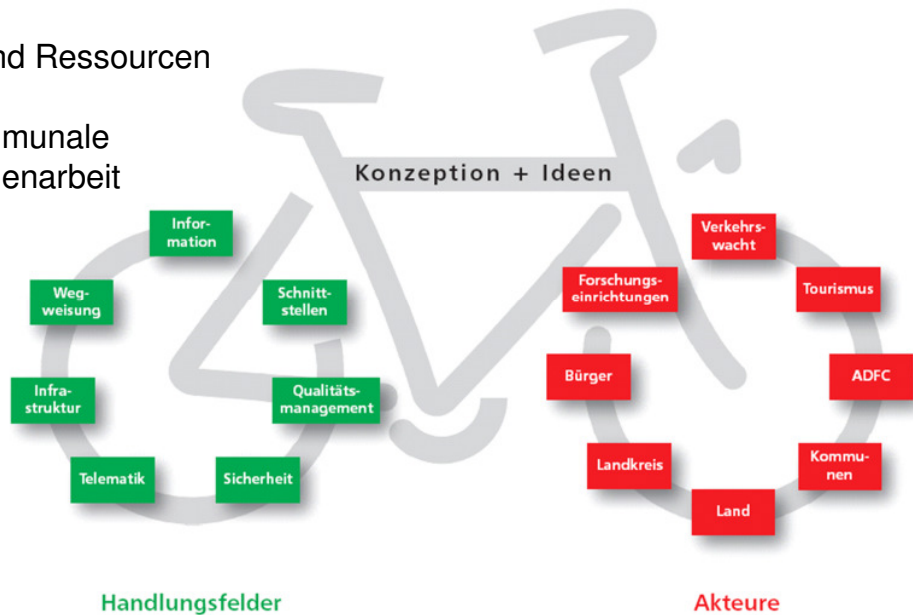 nd Ressourcen
munale
enarbeit
Konzeption + Ideen
Infor-
mation
Weg-
weisung
Schnitt-
stellen
Infra-
struktur
Qualitäts-
management
Telematik
Sicherheit
Verkehrs-
wacht
Forschungs-
einrichtungen
Tourismus
Bürger
ADFC
Landkreis
Kommu-
nen
Land
Handlungsfelder
Akteure